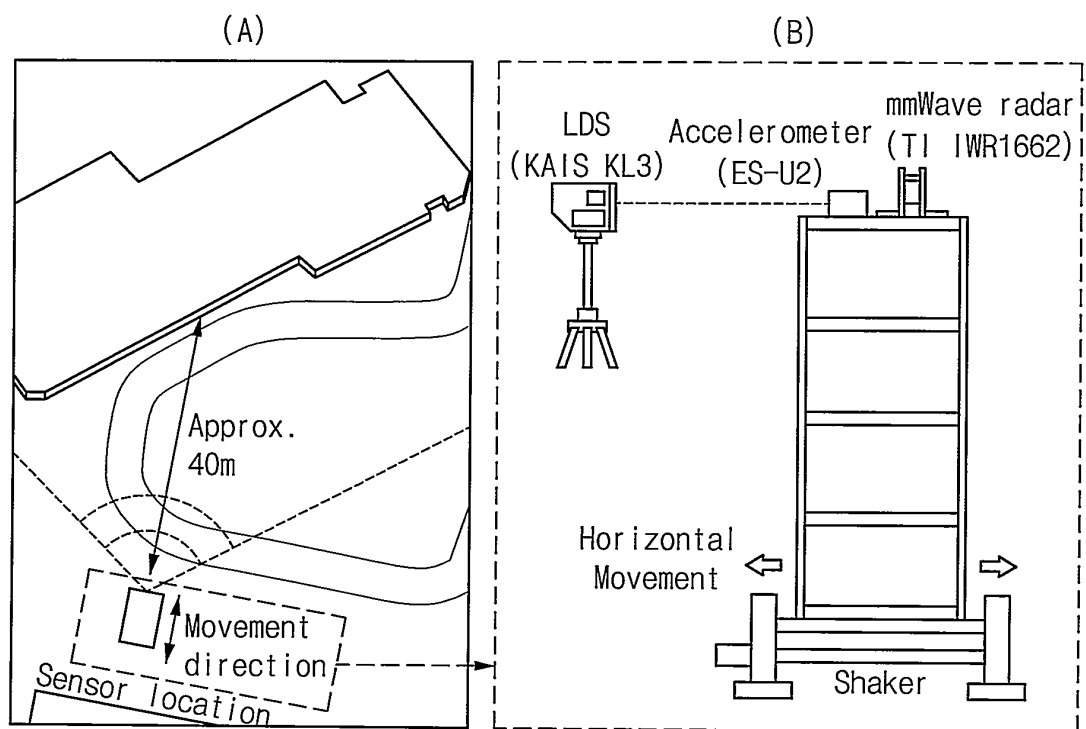 (A)
Approx.
40m
Movement
direction
Sensor location
(B)
LDS
(KAIS KL3)
Accelerometer
(ES-U2)
mmWave radar
(TI IWR1662)
Horizontal
Movement
Shaker